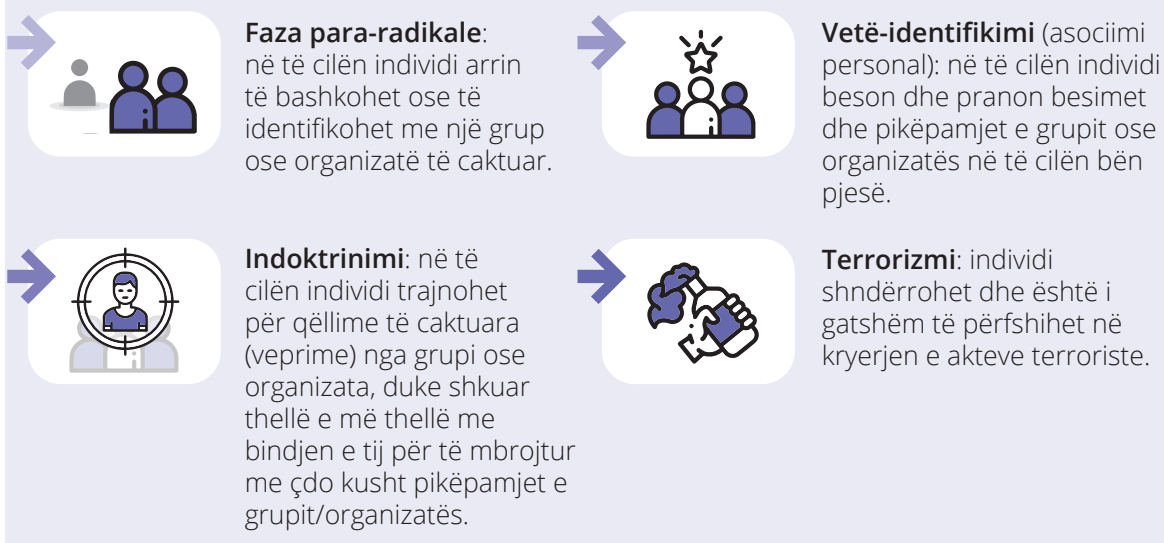 Faza para-radikale:
në të cilën individi arrin
të bashkohet ose të
identifikohet me një grup
ose organizatë të caktuar.
Vetë-identifikimi (asociimi
personal): në të cilën individi
beson dhe pranon besimet
dhe pikëpamjet e grupit ose
organizatës në të cilën bën
pjesë.
Indoktrinimi: në të
cilën individi trajnohet
për qëllime të caktuara
(veprime) nga grupi ose
organizata, duke shkuar
thellë e më thellë me
bindjen e tij për të mbrojtur
me çdo kusht pikëpamjet e
grupit/organizatës.
Terrorizmi: individi
shndërrohet dhe është i
gatshëm të përfshihet në
kryerjen e akteve terroriste.